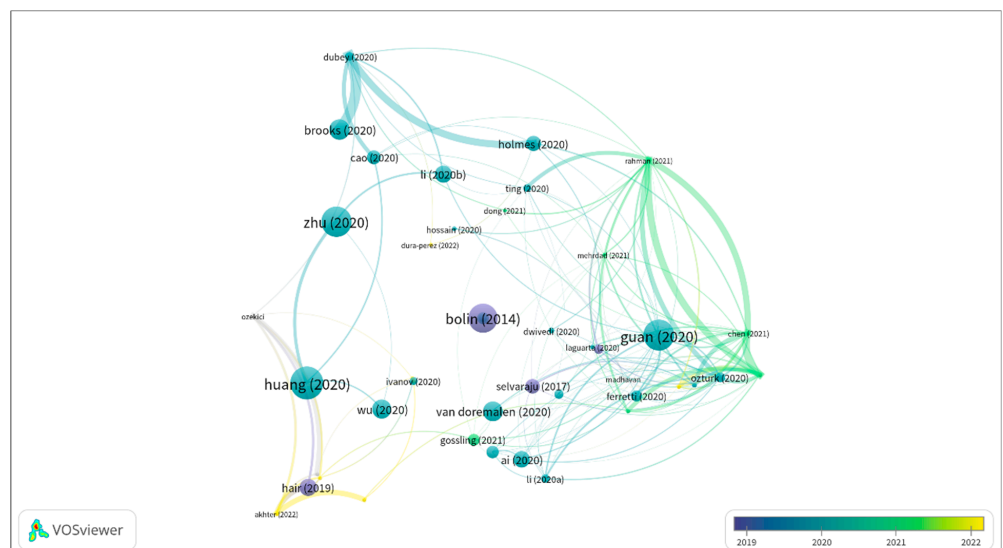 dubey (2020)
brooks (2020)
holmes (2020)
cao (2020)
rahman (2021)
li (2020b)
ting (2020)
dong (2021)
zhu (2020)
hossain (2020)
dura-perez (2022)
mehrdad (2021)
ozekici
bolin (2014)
dwivedi (2020)
guan (2020)
chen (2021)
laguarta (2020)
huang (2020)
ivanov (2020)
selvaraju (2017)
madhavan
ozturk (2020)
ferretti (2020)
wu (2020)
van doremalen (2020)
gossling (2021)
ai (2020)
li (2020a)
hair (2019)
akhter (2022)
VOSviewer
2019 2020 2021 2022